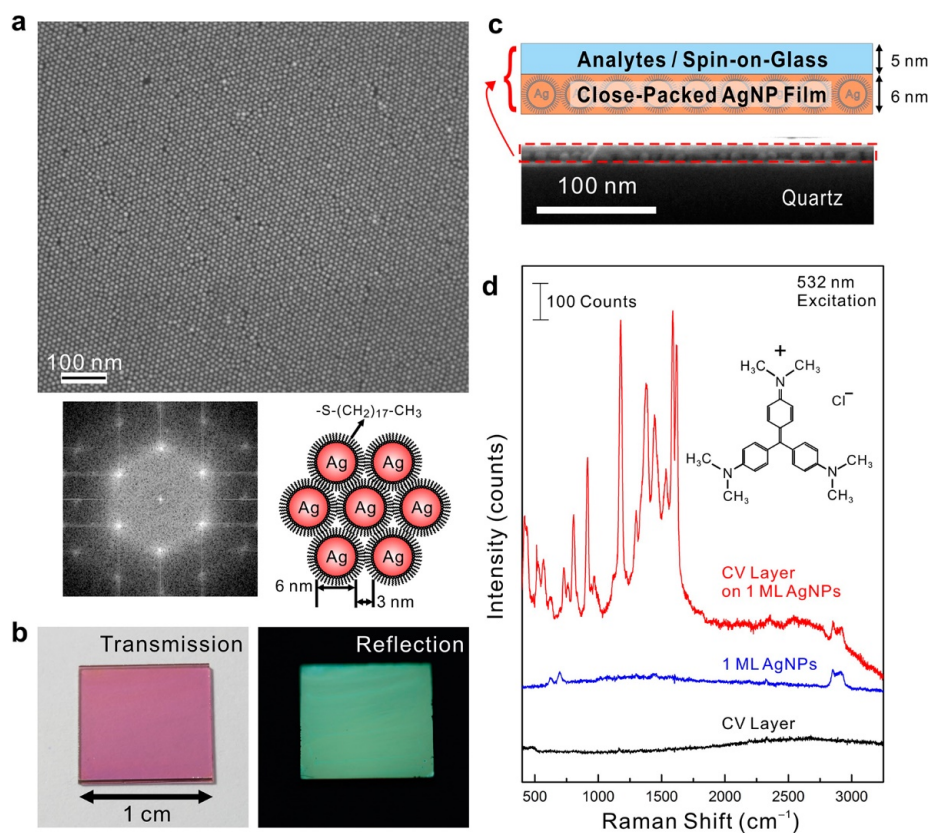 a
100 nm
-S-(CH₂)₁₇-CH₃
Ag Ag
Ag Ag Ag
Ag Ag
6 nm
3 nm
b
Transmission
Reflection
1 cm
c
Analytes / Spin-on-Glass
5 nm
Ag
Close-Packed AgNP Film
Ag
6 nm
100 nm
Quartz
d
100 Counts
532 nm
Excitation
+
H₃C CH₃
N
Cl⁻
H₃C
N
CH₃
N
CH₃
CH₃
CV Layer
on 1 ML AgNPs
1 ML AgNPs
CV Layer
Intensity (counts)
500 1000 1500 2000 2500 3000
Raman Shift (cm⁻¹)